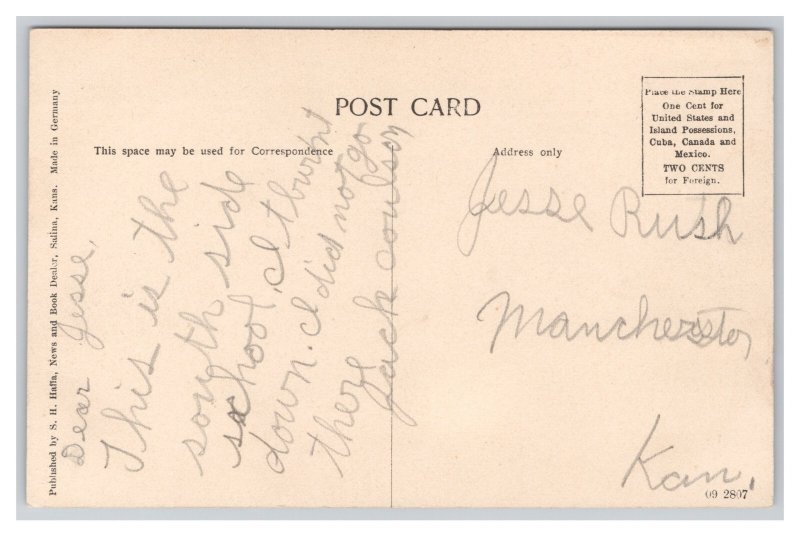 POST CARD
This space may be used for Correspondence
Address only
Place the Stamp Here
One Cent for
United States and
Island Possessions,
Cuba, Canada and
Mexico.
TWO CENTS
for Foreign.
Published by S. H. Haffa, News and Book Dealer, Salina, Kans. Made in Germany
Dear Jesse,
This is the
south side
school, It burnt
down. I did not go
there
Jack Coulson
Jesse Rush
Manchester
Kan,
09 2807